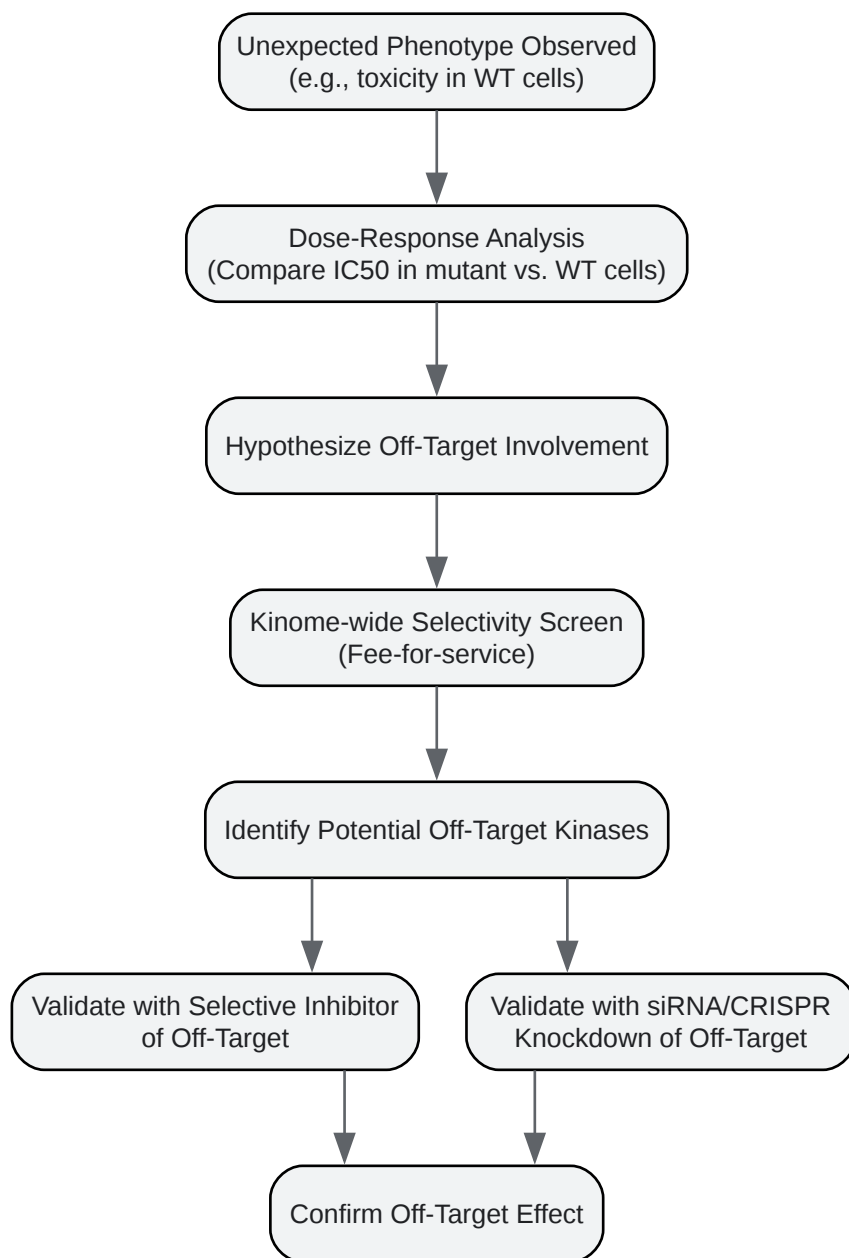 Unexpected Phenotype Observed
(e.g., toxicity in WT cells)
Dose-Response Analysis
(Compare IC50 in mutant vs. WT cells)
Hypothesize Off-Target Involvement
Kinome-wide Selectivity Screen
(Fee-for-service)
Identify Potential Off-Target Kinases
Validate with Selective Inhibitor
of Off-Target
Validate with siRNA/CRISPR
Knockdown of Off-Target
Confirm Off-Target Effect